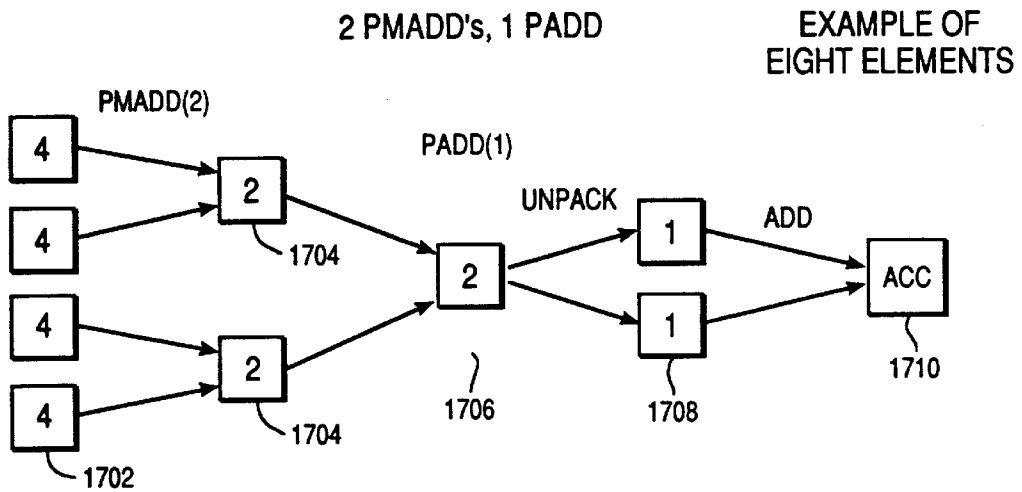 2 PMADD's, 1 PADD
EXAMPLE OF
EIGHT ELEMENTS
PMADD(2)
PADD(1)
UNPACK
ADD
4
4
4
4
2
2
2
1
1
ACC
1704
1704
1702
1706
1708
1710